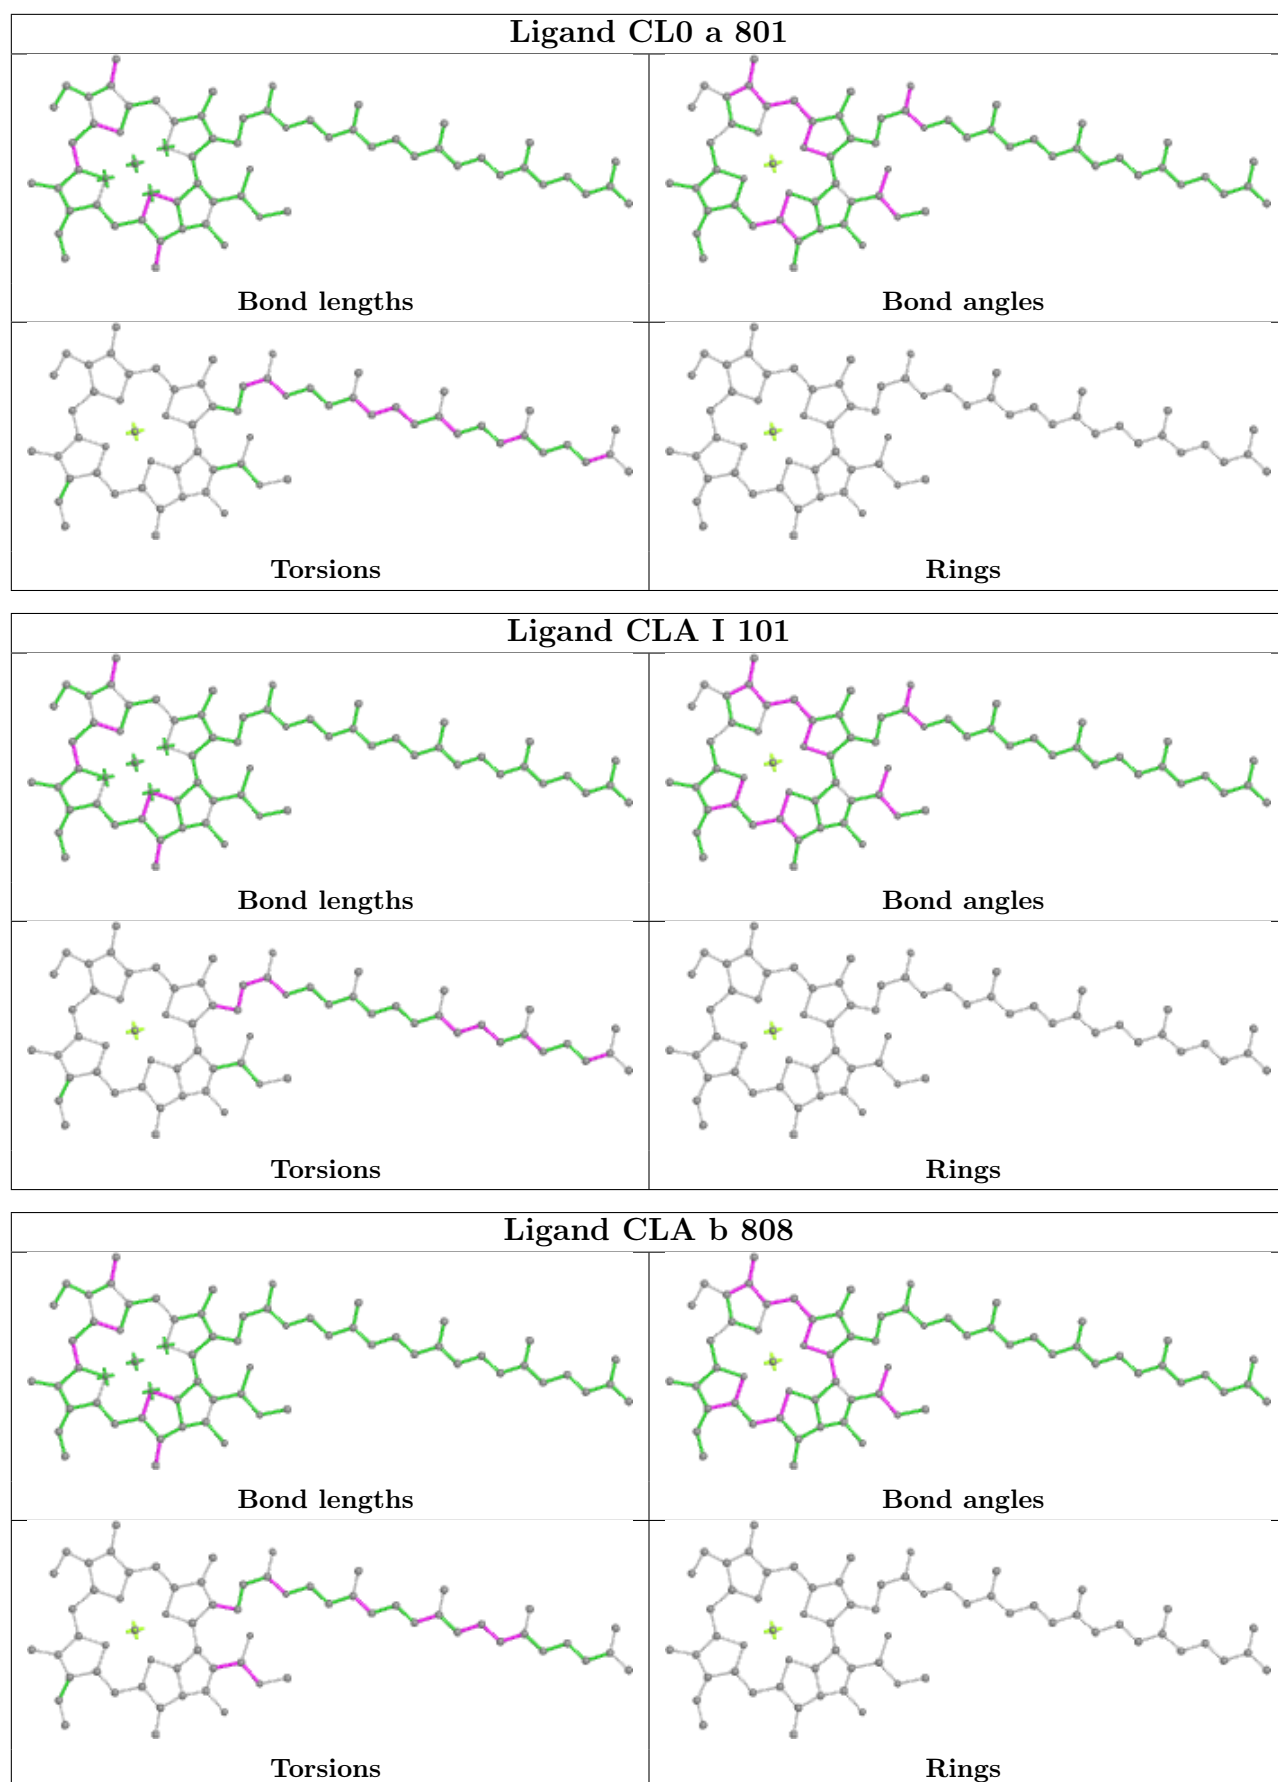 Ligand CL0 a 801
Bond lengths
Bond angles
Torsions
Rings
Ligand CLA I 101
Bond lengths
Bond angles
Torsions
Rings
Ligand CLA b 808
Bond lengths
Bond angles
Torsions
Rings